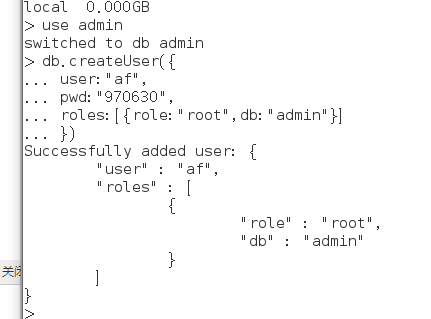 local  0.000GB
> use admin
switched to db admin
> db.createUser({
... user:"af",
... pwd:"970630",
... roles:[{role:"root",db:"admin"}]
... })
Successfully added user: {
        "user" : "af",
        "roles" : [
                {
                        "role" : "root",
                        "db" : "admin"
                }
        ]
}
>
关闭